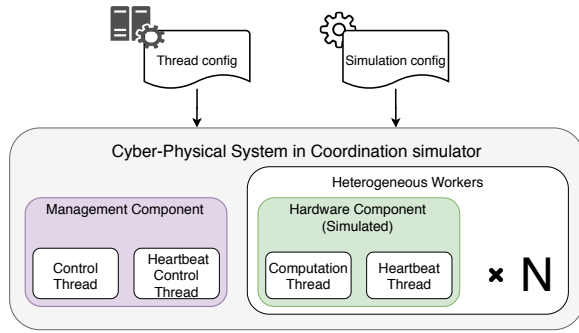 Thread config
Simulation config
Cyber-Physical System in Coordination simulator
Heterogeneous Workers
Management Component
Hardware Component
(Simulated)
Control
Thread
Heartbeat
Control
Thread
Computation
Thread
Heartbeat
Thread
× N